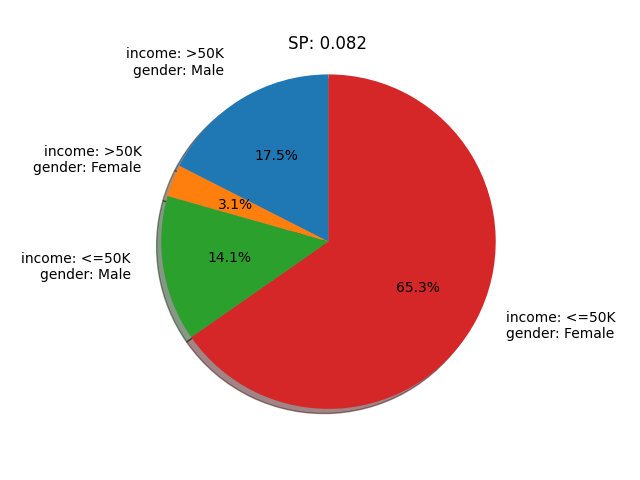 SP: 0.082
income: >50K
gender: Male
17.5%
income: >50K
gender: Female
3.1%
income: <=50K
gender: Male
14.1%
65.3%
income: <=50K
gender: Female